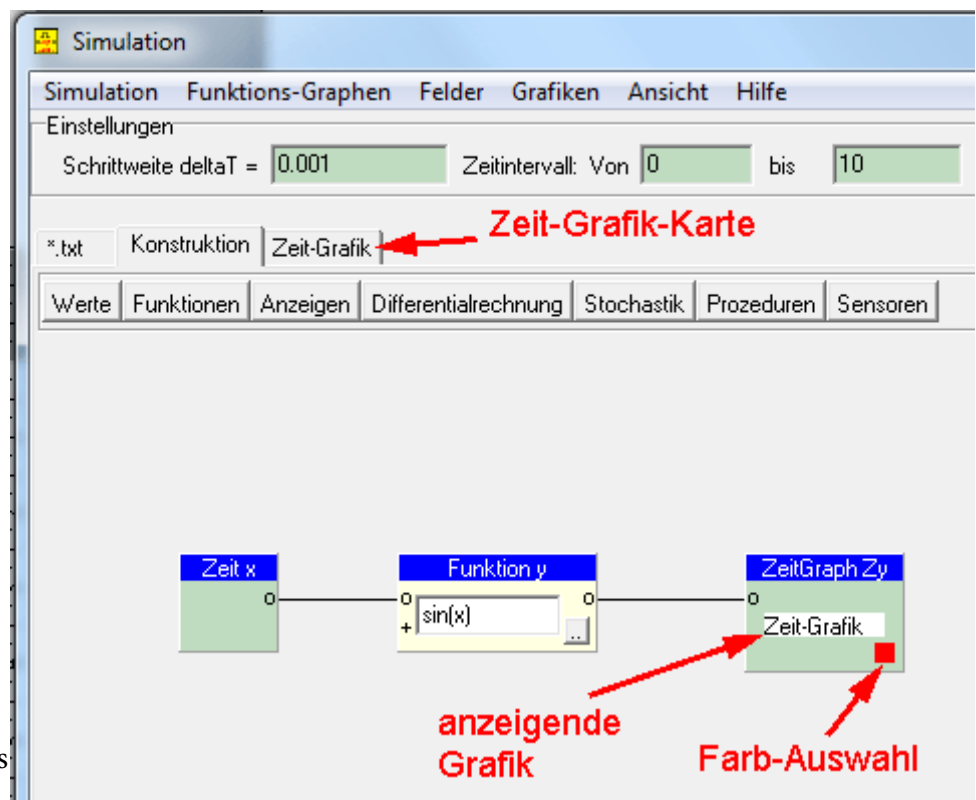 Simulation
Simulation Funktions-Graphen Felder Grafiken Ansicht Hilfe
Einstellungen
Schrittweite deltaT = 0.001 Zeitintervall: Von 0 bis 10
Zeit-Grafik-Karte
*.txt Konstruktion Zeit-Grafik
Werte Funktionen Anzeigen Differentialrechnung Stochastik Prozeduren Sensoren
Zeit x Funktion y ZeitGraph Zy
o o o o
+ sin(x) .. Zeit-Grafik
anzeigende
Grafik
Farb-Auswahl
s